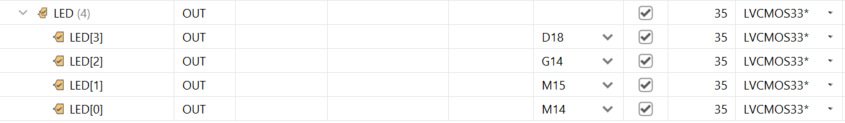 LED (4) OUT 35 LVCMOS33*
LED[3] OUT D18 35 LVCMOS33*
LED[2] OUT G14 35 LVCMOS33*
LED[1] OUT M15 35 LVCMOS33*
LED[0] OUT M14 35 LVCMOS33*